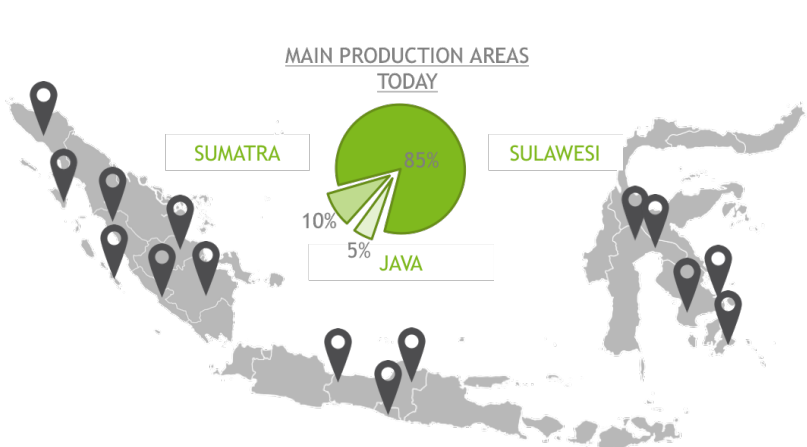 MAIN PRODUCTION AREAS
TODAY
SUMATRA
85%
SULAWESI
10%
5%
JAVA